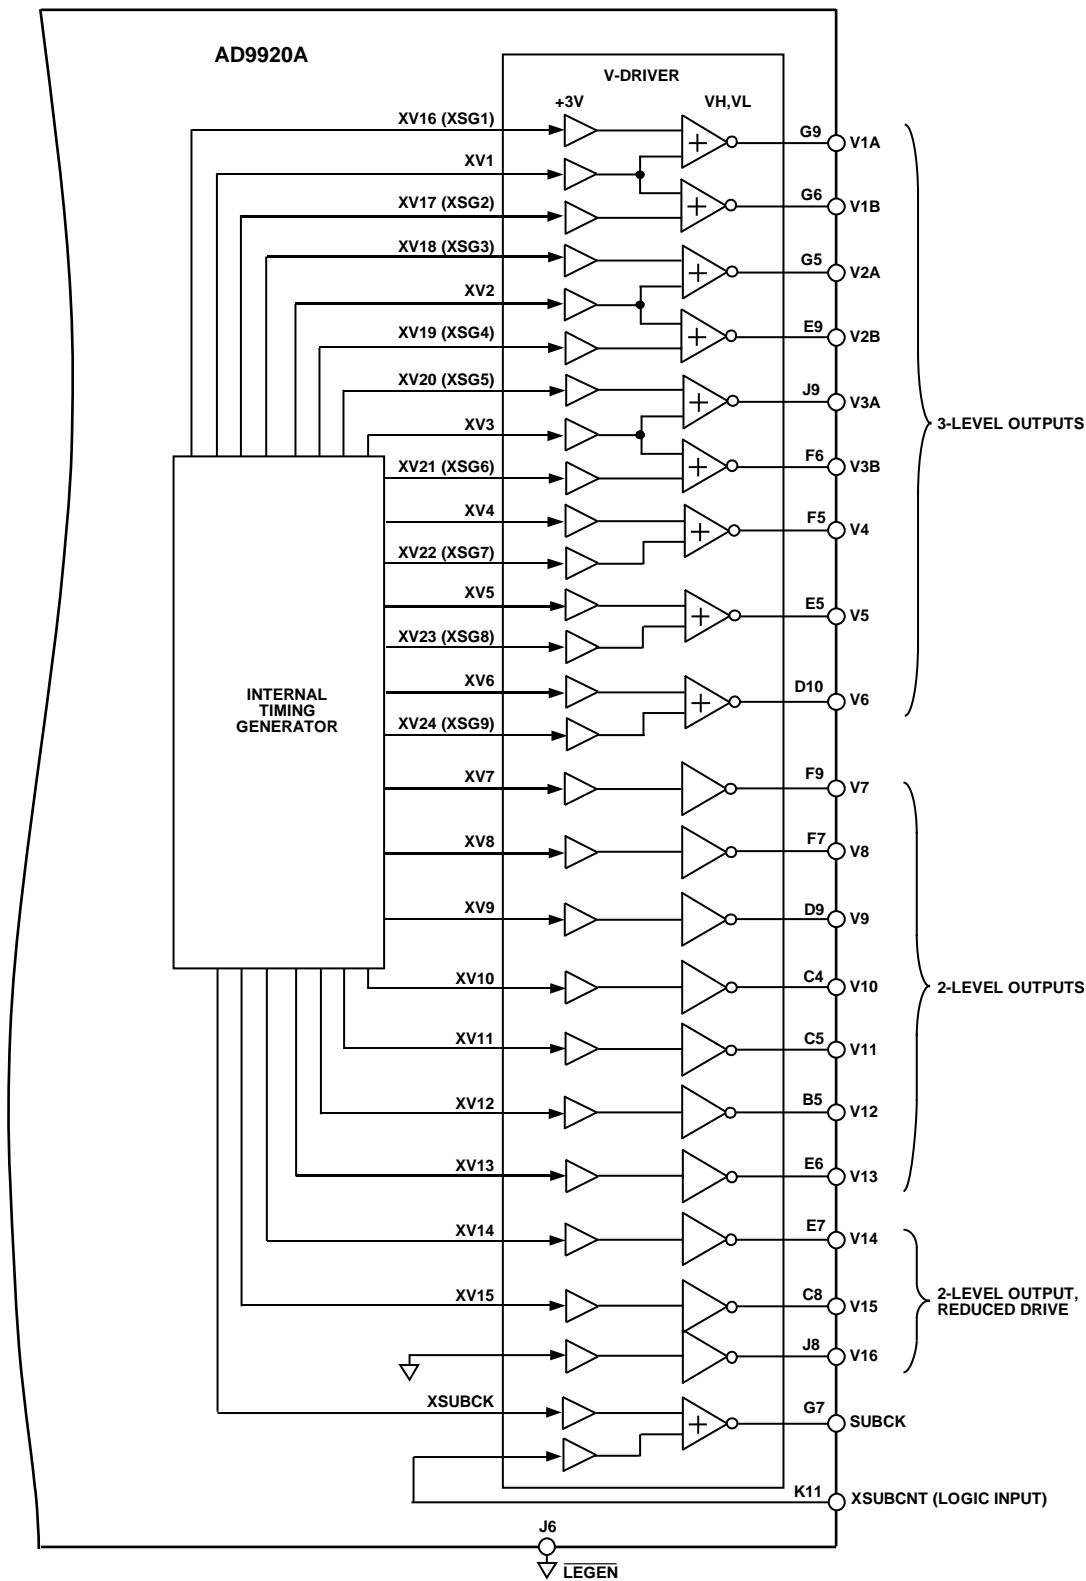 AD9920A
V-DRIVER
+3V
VH,VL
XV16 (XSG1)
G9
V1A
XV1
G6
V1B
XV17 (XSG2)
XV18 (XSG3)
G5
V2A
XV2
E9
V2B
XV19 (XSG4)
XV20 (XSG5)
J9
V3A
XV3
3-LEVEL OUTPUTS
F6
V3B
XV21 (XSG6)
XV4
F5
V4
XV22 (XSG7)
XV5
E5
V5
XV23 (XSG8)
XV6
D10
V6
INTERNAL
TIMING
GENERATOR
XV24 (XSG9)
XV7
F9
V7
XV8
F7
V8
XV9
D9
V9
XV10
C4
V10
2-LEVEL OUTPUTS
XV11
C5
V11
XV12
B5
V12
XV13
E6
V13
XV14
E7
V14
XV15
C8
V15
2-LEVEL OUTPUT,
REDUCED DRIVE
J8
V16
XSUBCK
G7
SUBCK
K11
XSUBCNT (LOGIC INPUT)
J6
LEGEN